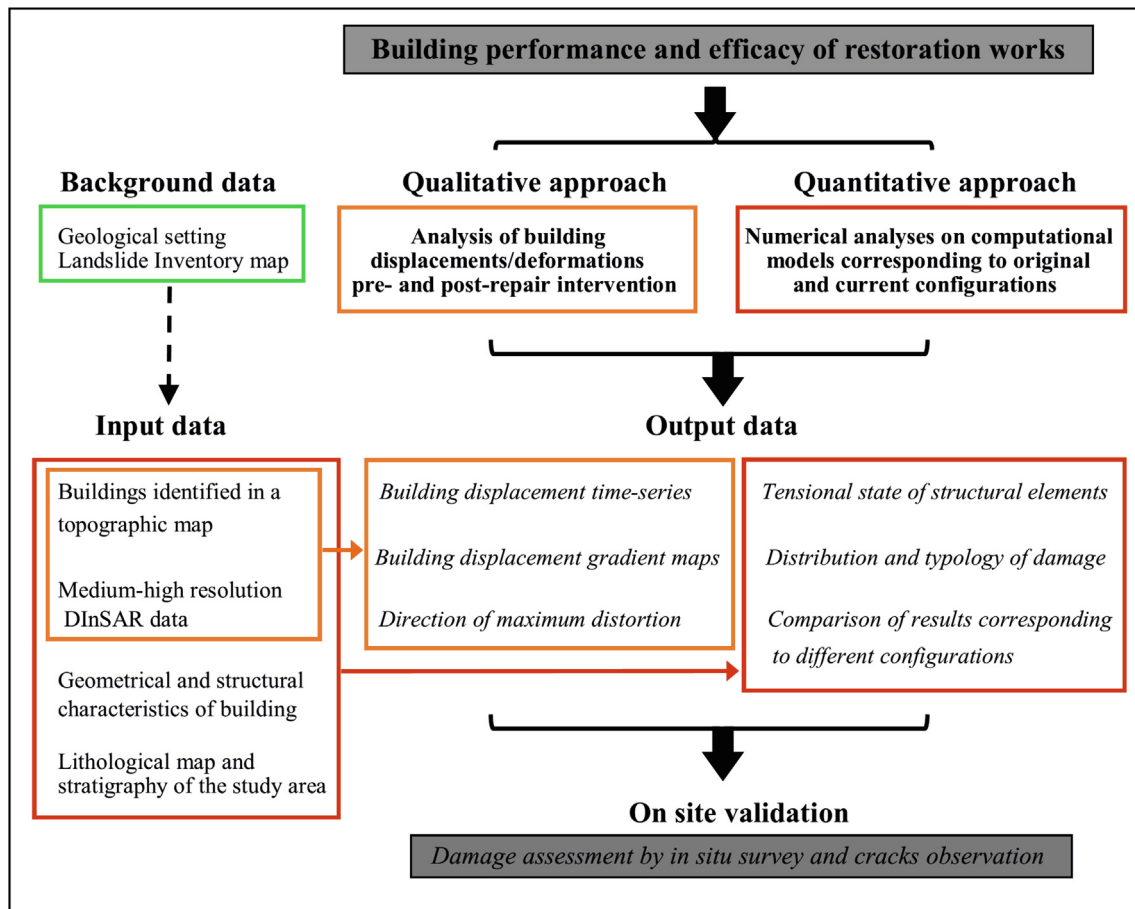 Building performance and efficacy of restoration works
Background data
Geological setting
Landslide Inventory map
Qualitative approach
Analysis of building
displacements/deformations
pre- and post-repair intervention
Quantitative approach
Numerical analyses on computational
models corresponding to original
and current configurations
Input data
Buildings identified in a
topographic map
Medium-high resolution
DInSAR data
Geometrical and structural
characteristics of building
Lithological map and
stratigraphy of the study area
Output data
Building displacement time-series
Building displacement gradient maps
Direction of maximum distortion
Tensional state of structural elements
Distribution and typology of damage
Comparison of results corresponding
to different configurations
On site validation
Damage assessment by in situ survey and cracks observation